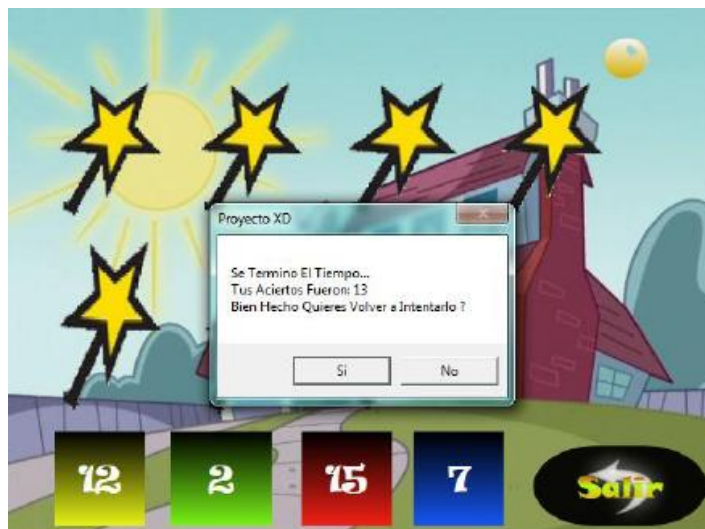 Proyecto XD
Se Termino El Tiempo...
Tus Aciertos Fueron: 13
Bien Hecho Quieres Volver a Intentarlo ?
Si
No
12
2
15
7
Salir